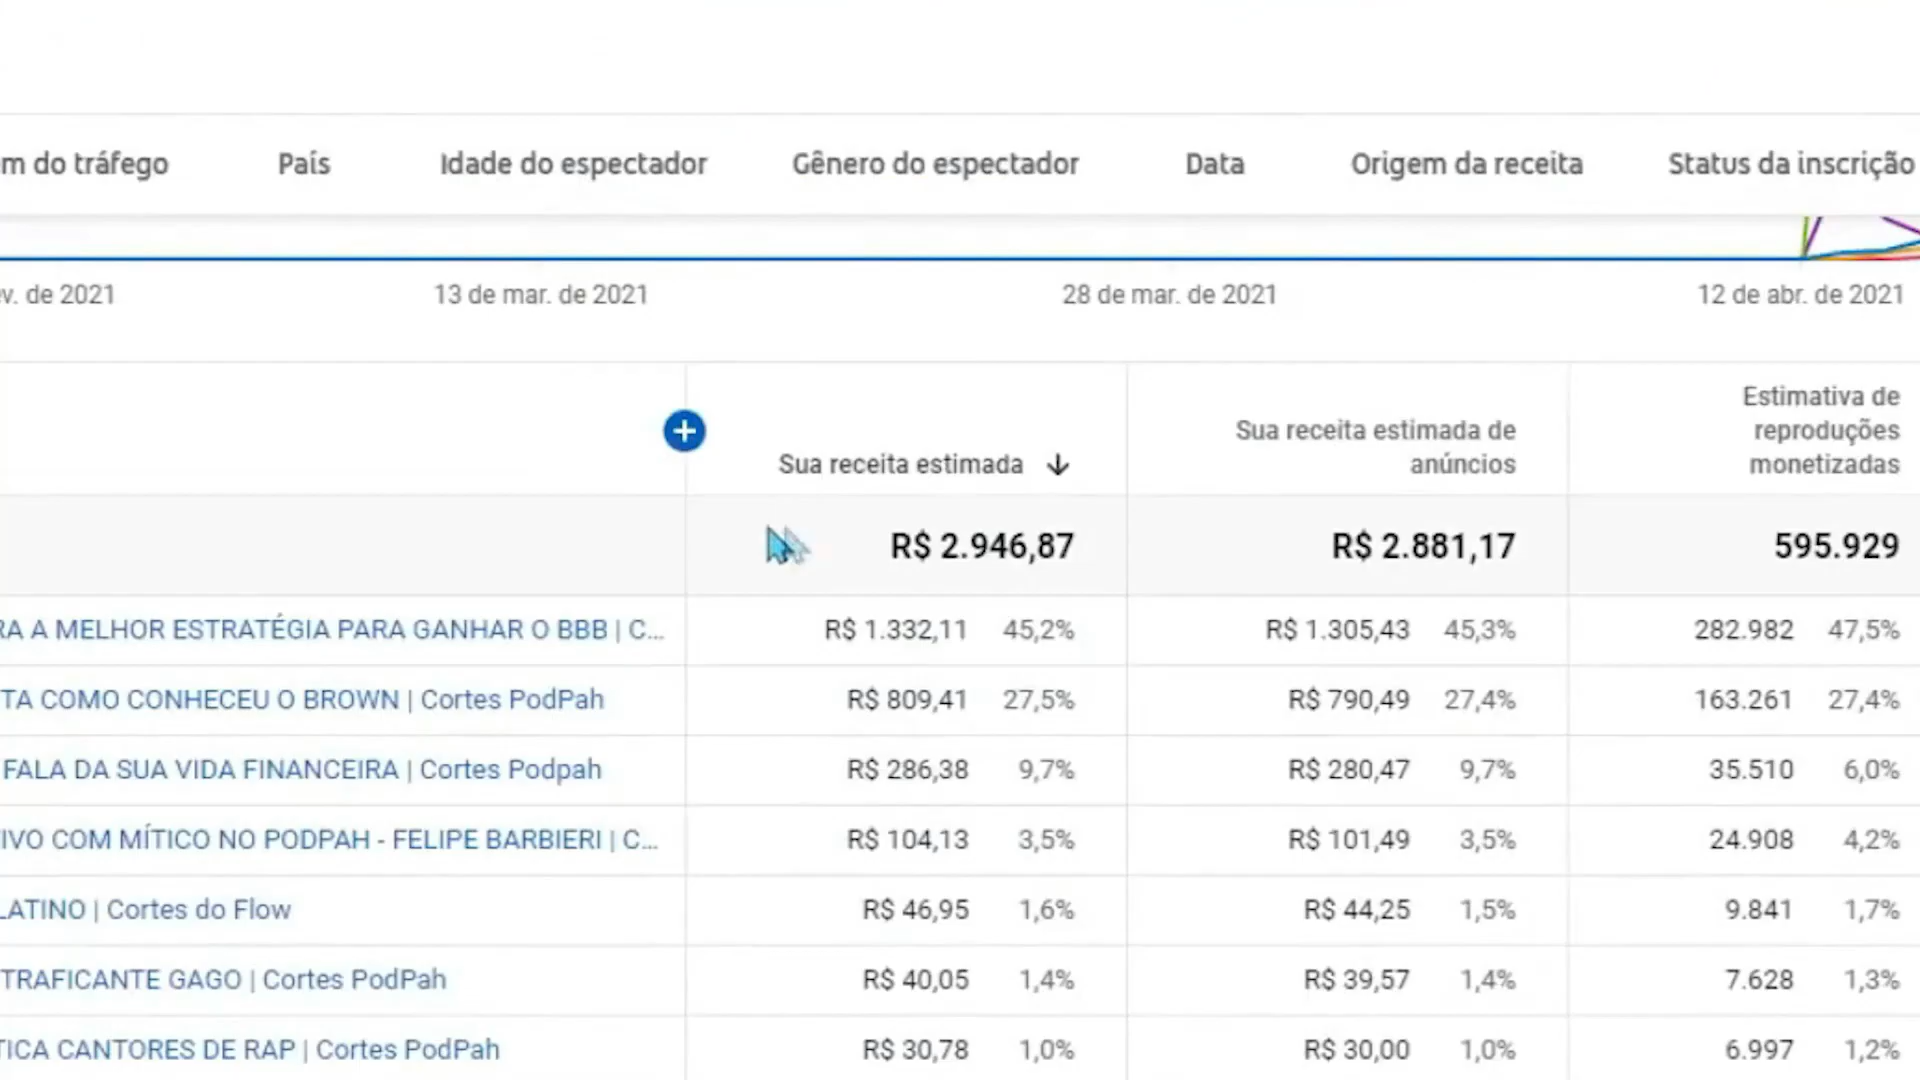 m do tráfego País Idade do espectador Gênero do espectador Data Origem da receita Status da inscrição
ev. de 2021 13 de mar. de 2021 28 de mar. de 2021 12 de abr. de 2021
Sua receita estimada
Sua receita estimada de
anúncios
Estimativa de
reproduções
monetizadas
R$ 2.946,87 R$ 2.881,17 595.929
RA A MELHOR ESTRATÉGIA PARA GANHAR O BBB | C... R$ 1.332,11 45,2% R$ 1.305,43 45,3% 282.982 47,5%
TA COMO CONHECEU O BROWN | Cortes PodPah R$ 809,41 27,5% R$ 790,49 27,4% 163.261 27,4%
FALA DA SUA VIDA FINANCEIRA | Cortes Podpah R$ 286,38 9,7% R$ 280,47 9,7% 35.510 6,0%
IVO COM MÍTICO NO PODPAH - FELIPE BARBIERI | C... R$ 104,13 3,5% R$ 101,49 3,5% 24.908 4,2%
LATINO | Cortes do Flow R$ 46,95 1,6% R$ 44,25 1,5% 9.841 1,7%
TRAFICANTE GAGO | Cortes PodPah R$ 40,05 1,4% R$ 39,57 1,4% 7.628 1,3%
TICA CANTORES DE RAP | Cortes PodPah R$ 30,78 1,0% R$ 30,00 1,0% 6.997 1,2%